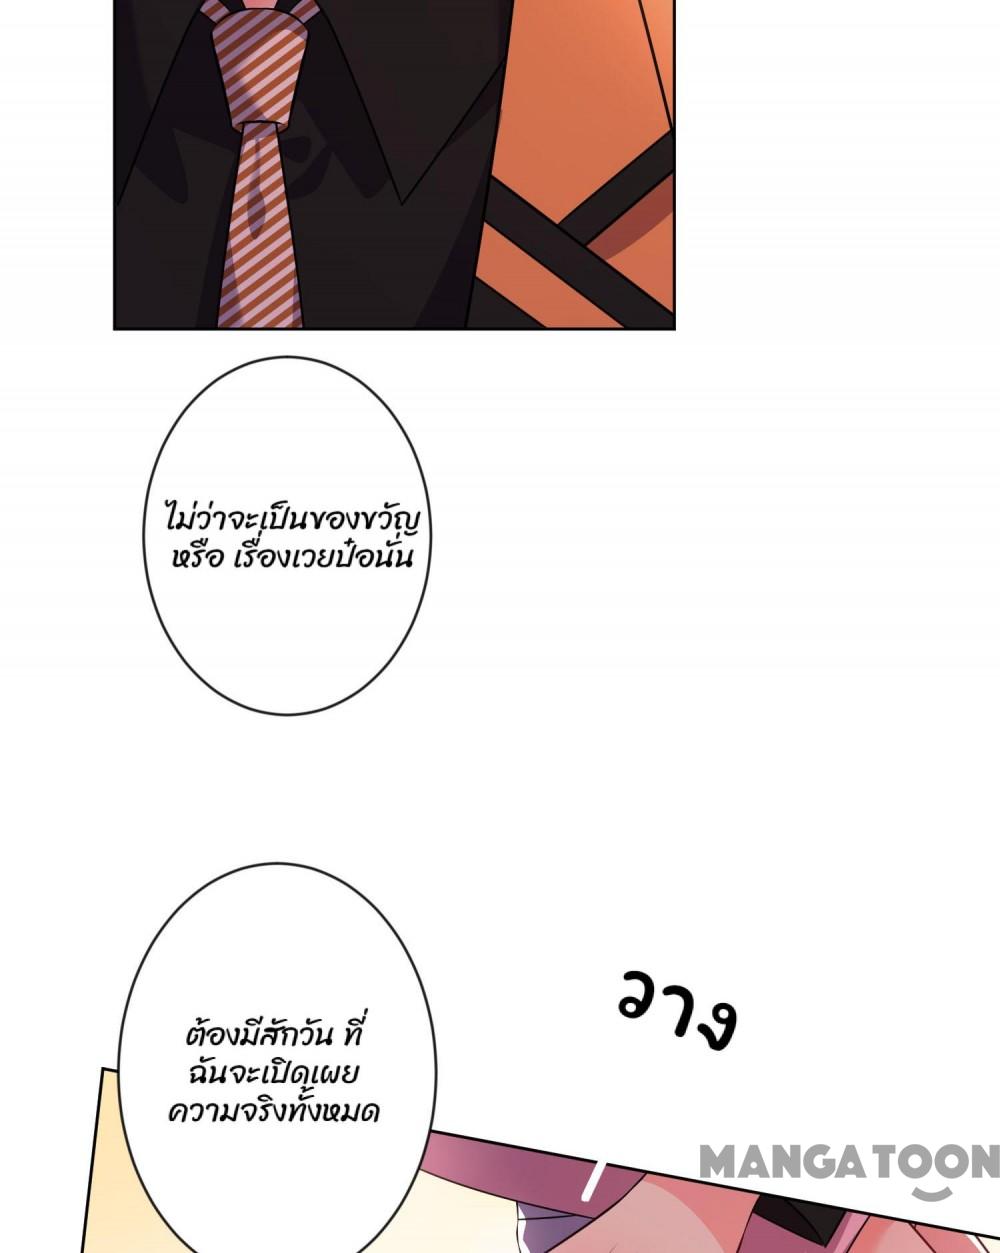 ไม่ว่าจะเป็นของขวัญ
หรือ เรื่องเวยป๋อนั่น
วาง
ต้องมีสักวัน ที่
ฉันจะเปิดเผย
ความจริงทั้งหมด
MANGATOON